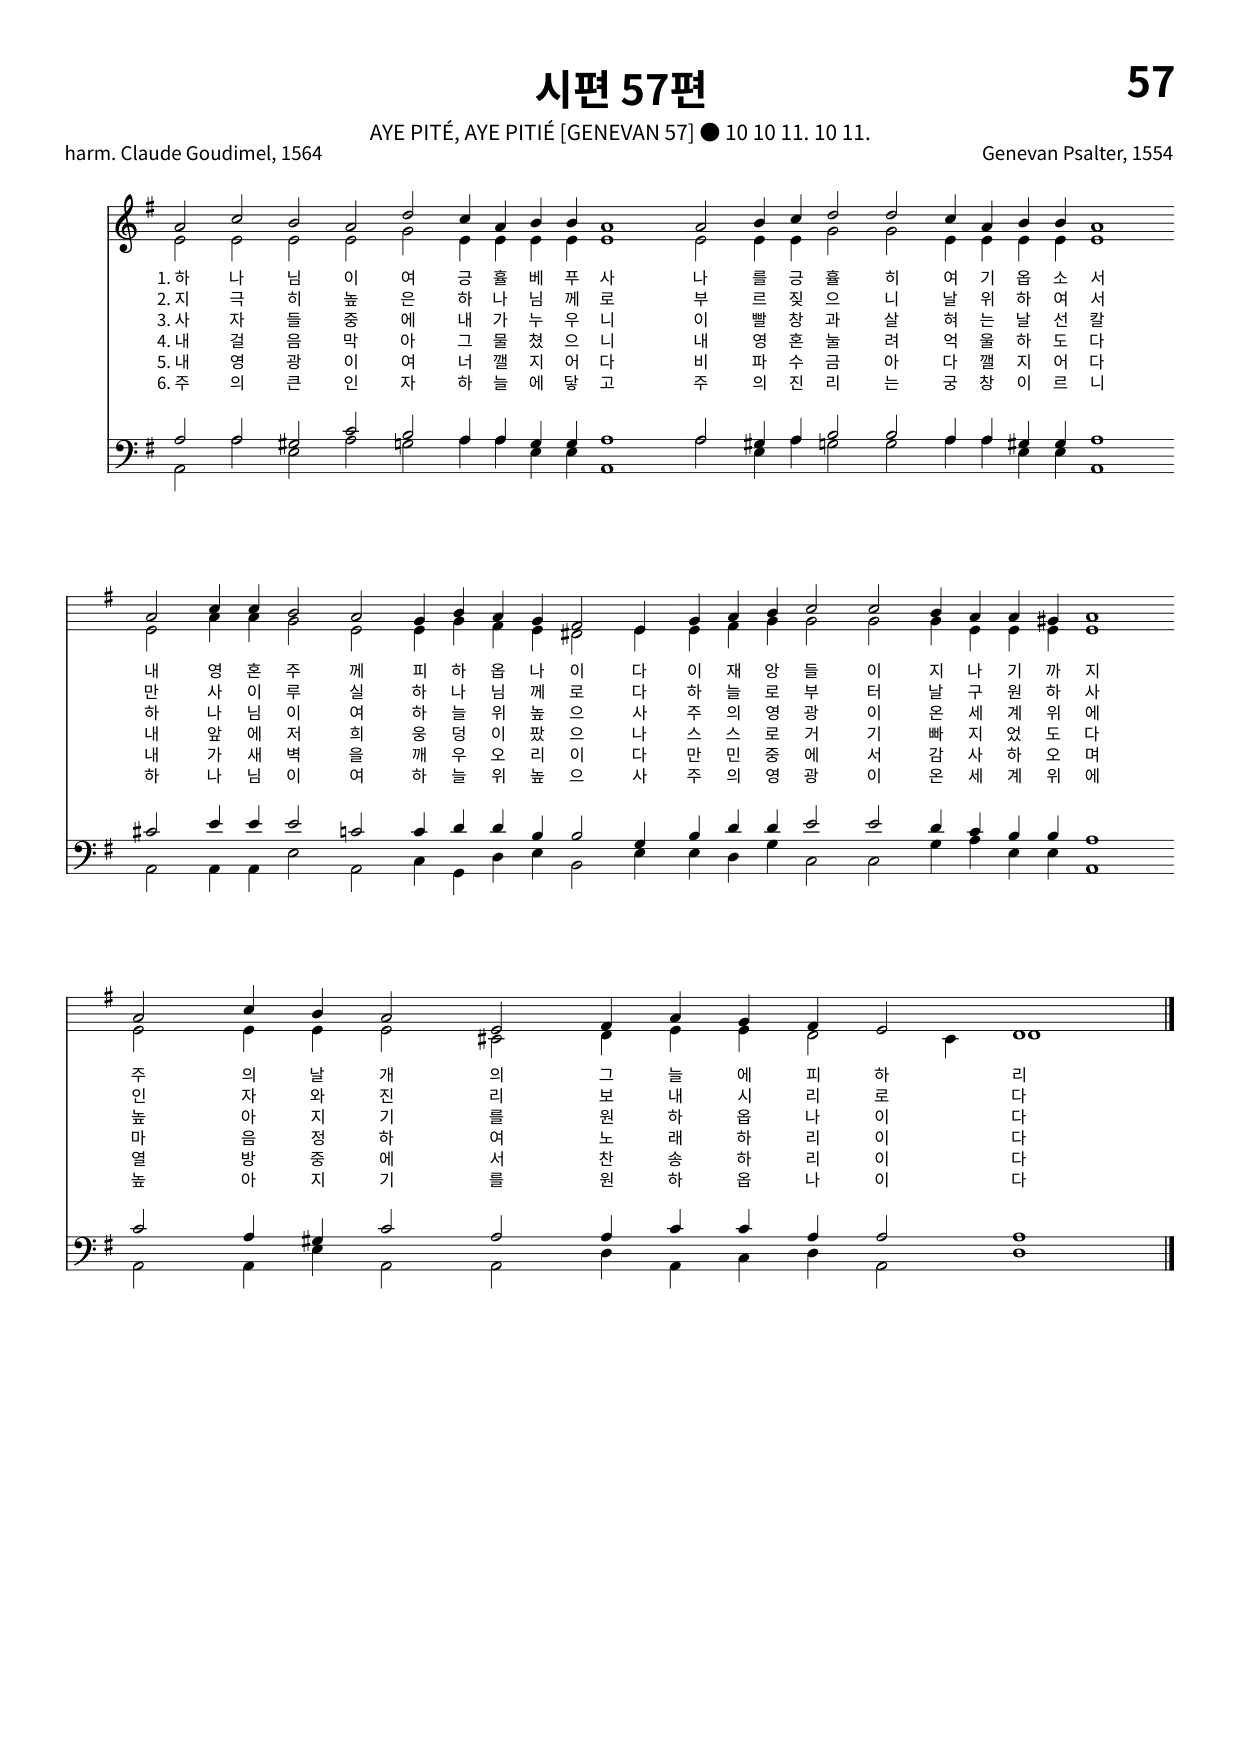 시편 57편
57
AYE PITÉ, AYE PITIÉ [GENEVAN 57] ● 10 10 11. 10 11.
harm. Claude Goudimel, 1564
Genevan Psalter, 1554
1. 하 나 님 이 여 긍 휼 베 푸 사 나 를 긍 휼 히 여 기 옵 소 서
2. 지 극 히 높 은 하 나 님 께 로 부 르 짖 으 니 날 위 하 여 서
3. 사 자 들 중 에 내 가 누 우 니 이 빨 창 과 살 혀 는 날 선 칼
4. 내 걸 음 막 아 그 물 쳤 으 니 내 영 혼 눌 려 억 울 하 도 다
5. 내 영 광 이 여 너 깰 지 어 다 비 파 수 금 아 다 깰 지 어 다
6. 주 의 큰 인 자 하 늘 에 닿 고 주 의 진 리 는 궁 창 이 르 니
내 영 혼 주 께 피 하 옵 나 이 다 이 재 앙 들 이 지 나 기 까 지
만 사 이 루 실 하 나 님 께 로 다 하 늘 로 부 터 날 구 원 하 사
하 나 님 이 여 하 늘 위 높 으 사 주 의 영 광 이 온 세 계 위 에
내 앞 에 저 희 웅 덩 이 팠 으 나 스 스 로 거 기 빠 지 었 도 다
내 가 새 벽 을 깨 우 오 리 이 다 만 민 중 에 서 감 사 하 오 며
하 나 님 이 여 하 늘 위 높 으 사 주 의 영 광 이 온 세 계 위 에
주 의 날 개 의 그 늘 에 피 하 리
인 자 와 진 리 보 내 시 리 로 다
높 아 지 기 를 원 하 옵 나 이 다
마 음 정 하 여 노 래 하 리 이 다
열 방 중 에 서 찬 송 하 리 이 다
높 아 지 기 를 원 하 옵 나 이 다